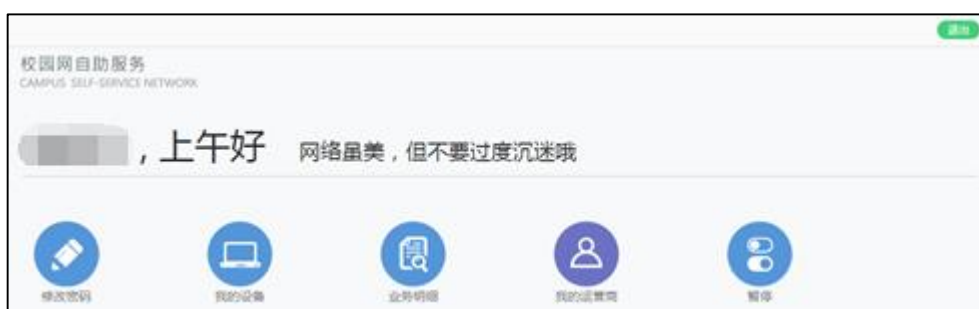 退出
校园网自助服务
CAMPUS SELF-SERVICE NETWORK
，上午好 网络虽美，但不要过度沉迷哦
修改密码 我的设备 业务明细 我的运营商 暂停